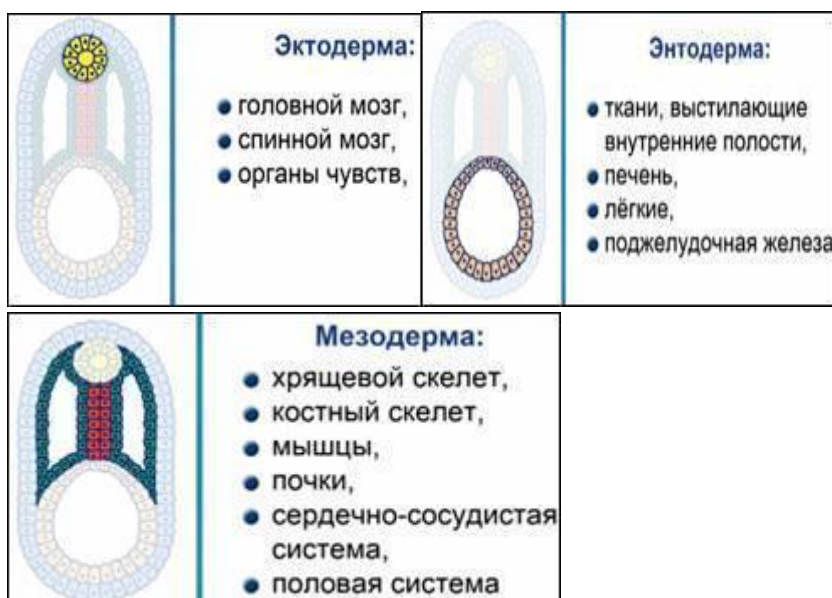 Эктодерма:
головной мозг,
спинной мозг,
органы чувств,
Энтодерма:
ткани, выстилающие
внутренние полости,
печень,
лёгкие,
поджелудочная железа
Мезодерма:
хрящевой скелет,
костный скелет,
мышцы,
почки,
сердечно-сосудистая
система,
половая система